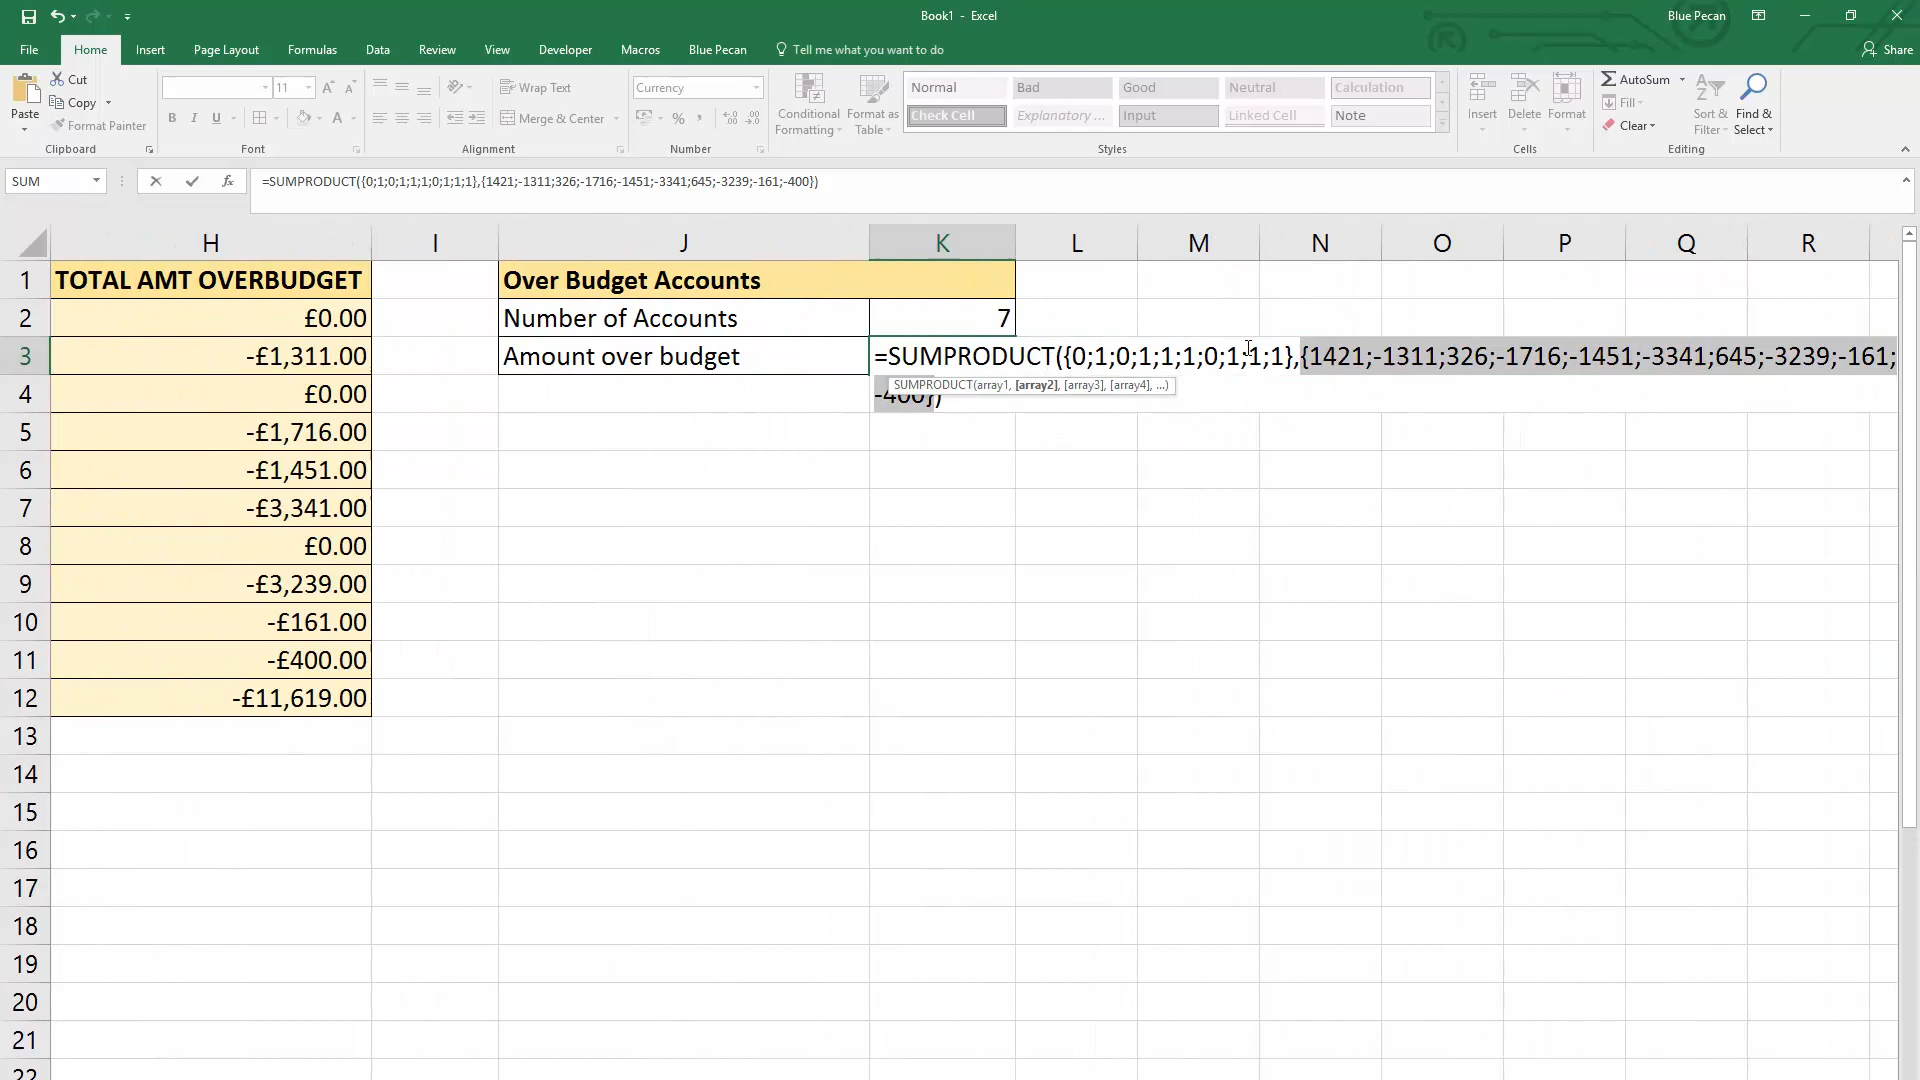 Book1 - Excel
Blue Pecan
File Home Insert Page Layout Formulas Data Review View Developer Macros Blue Pecan Tell me what you want to do Share
Cut
Copy
Format Painter
Paste
Clipboard
11
B I U
Font
Wrap Text
Merge & Center
Alignment
Currency
Number
Conditional Formatting
Format as Table
Normal Bad Good Neutral Calculation
Check Cell Explanatory ... Input Linked Cell Note
Styles
Insert Delete Format
Cells
AutoSum
Fill
Clear
Sort & Filter
Find & Select
Editing
SUM fx =SUMPRODUCT({0;1;0;1;1;1;0;1;1;1},{1421;-1311;326;-1716;-1451;-3341;645;-3239;-161;-400})
H I J K L M N O P Q R
1 TOTAL AMT OVERBUDGET Over Budget Accounts
2 £0.00 Number of Accounts 7
3 -£1,311.00 Amount over budget =SUMPRODUCT({0;1;0;1;1;1;0;1;1;1},{1421;-1311;326;-1716;-1451;-3341;645;-3239;-161;
SUMPRODUCT(array1, [array2], [array3], [array4], ...)
4 £0.00 -400})
5 -£1,716.00
6 -£1,451.00
7 -£3,341.00
8 £0.00
9 -£3,239.00
10 -£161.00
11 -£400.00
12 -£11,619.00
13
14
15
16
17
18
19
20
21
22